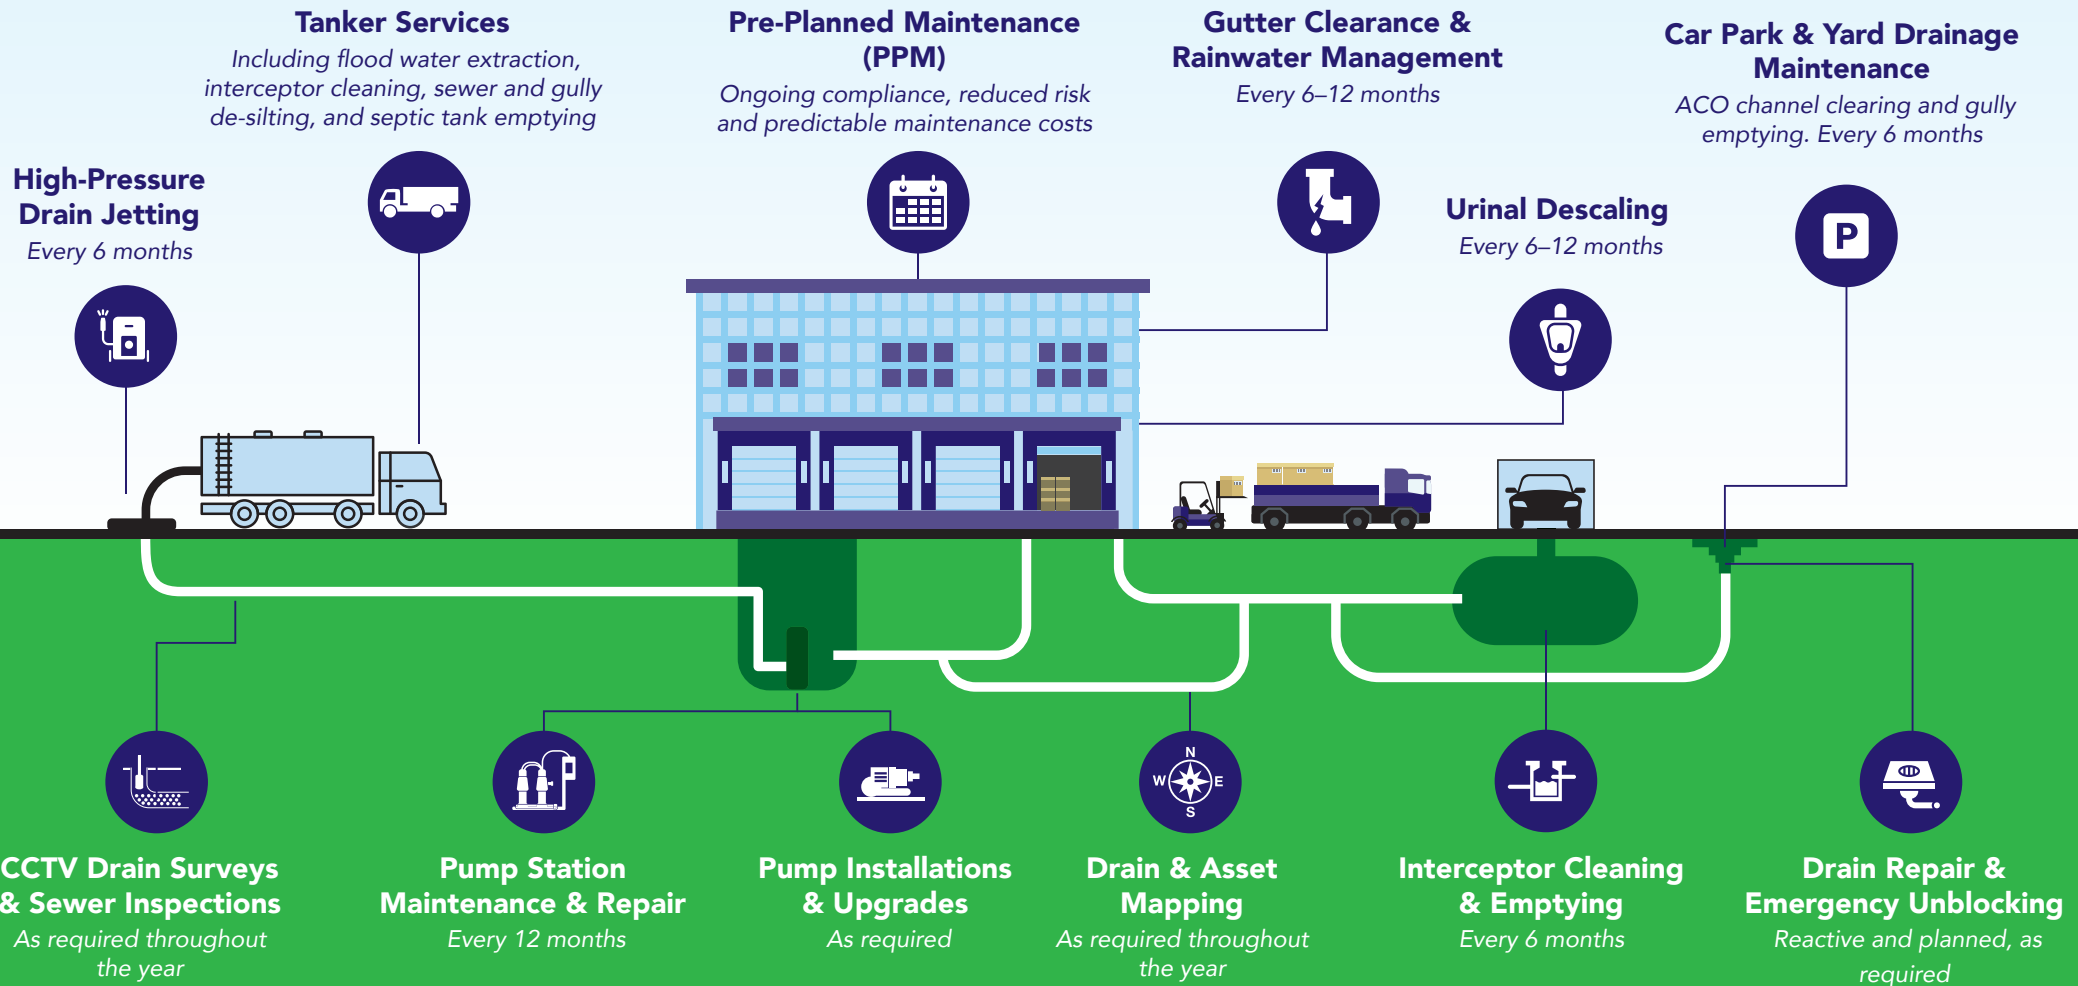 Tanker Services
Including flood water extraction,
interceptor cleaning, sewer and gully
de-silting, and septic tank emptying
Pre-Planned Maintenance
(PPM)
Ongoing compliance, reduced risk
and predictable maintenance costs
Gutter Clearance &
Rainwater Management
Every 6–12 months
Car Park & Yard Drainage
Maintenance
ACO channel clearing and gully
emptying. Every 6 months
High-Pressure
Drain Jetting
Every 6 months
Urinal Descaling
Every 6–12 months
P
N
W E
S
CCTV Drain Surveys
& Sewer Inspections
As required throughout
the year
Pump Station
Maintenance & Repair
Every 12 months
Pump Installations
& Upgrades
As required
Drain & Asset
Mapping
As required throughout
the year
Interceptor Cleaning
& Emptying
Every 6 months
Drain Repair &
Emergency Unblocking
Reactive and planned, as
required